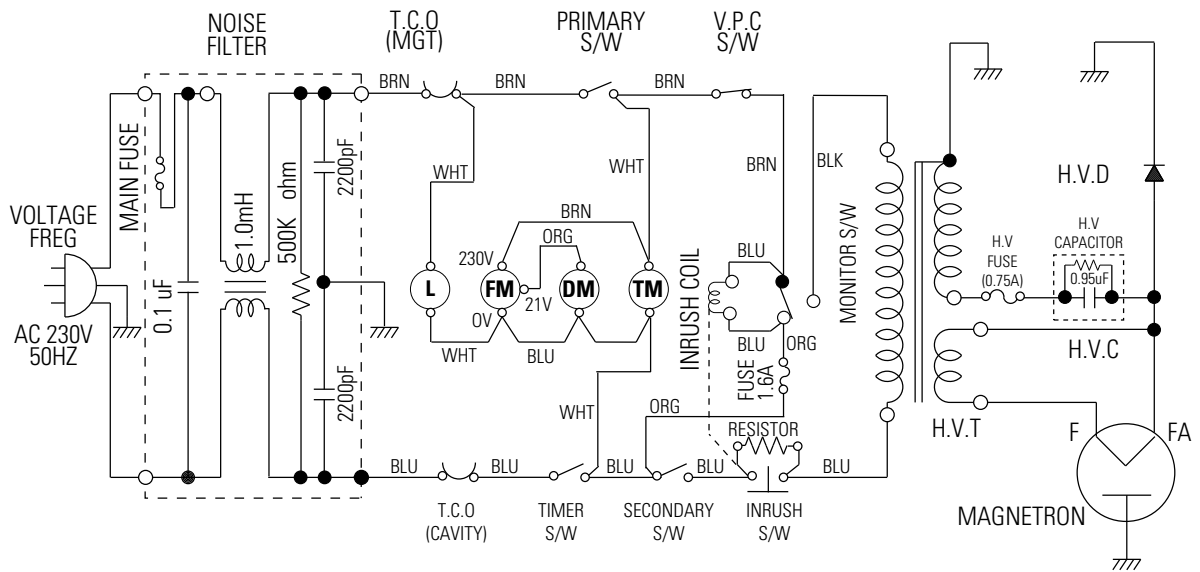 NOISE
FILTER
T.C.O
(MGT)
PRIMARY
S/W
V.P.C
S/W
BRN
BRN
BRN
MAIN FUSE
2200pF
WHT
WHT
BRN
BLK
H.V.D
VOLTAGE
FREG
1.0mH
500K ohm
BRN
ORG
H.V
CAPACITOR
H.V
FUSE
(0.75A)
0.95uF
230V
BLU
L
FM
21V
DM
TM
0.1 uF
INRUSH COIL
MONITOR S/W
AC 230V
50HZ
0V
WHT
BLU
BLU
ORG
H.V.C
FUSE
1.6A
2200pF
WHT
ORG
RESISTOR
H.V.T
F
FA
BLU
BLU
BLU
BLU
BLU
T.C.O
(CAVITY)
TIMER
S/W
SECONDARY
S/W
INRUSH
S/W
MAGNETRON